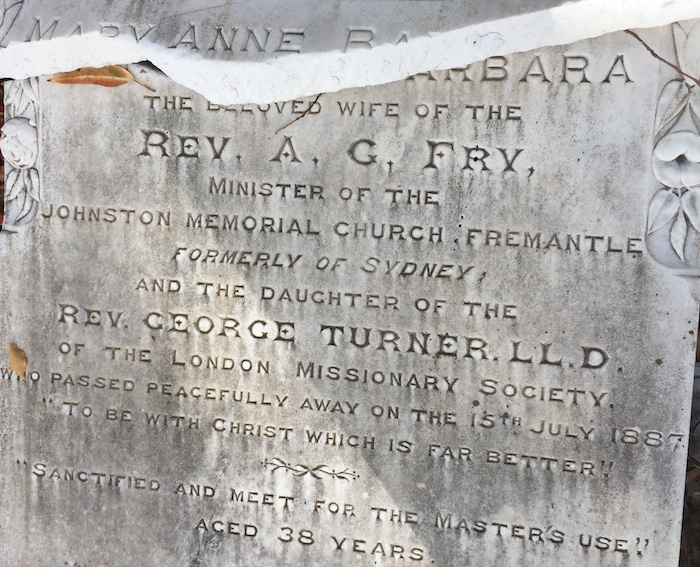 MARY ANNE BARBARA
THE BELOVED WIFE OF THE
REV. A. G. FRY,
MINISTER OF THE
JOHNSTON MEMORIAL CHURCH, FREMANTLE
FORMERLY OF SYDNEY,
AND THE DAUGHTER OF THE
REV. GEORGE TURNER. LL.D.
OF THE LONDON MISSIONARY SOCIETY.
WHO PASSED PEACEFULLY AWAY ON THE 15TH JULY 1887.
"TO BE WITH CHRIST WHICH IS FAR BETTER!"
"SANCTIFIED AND MEET FOR THE MASTER'S USE!"
AGED 38 YEARS.